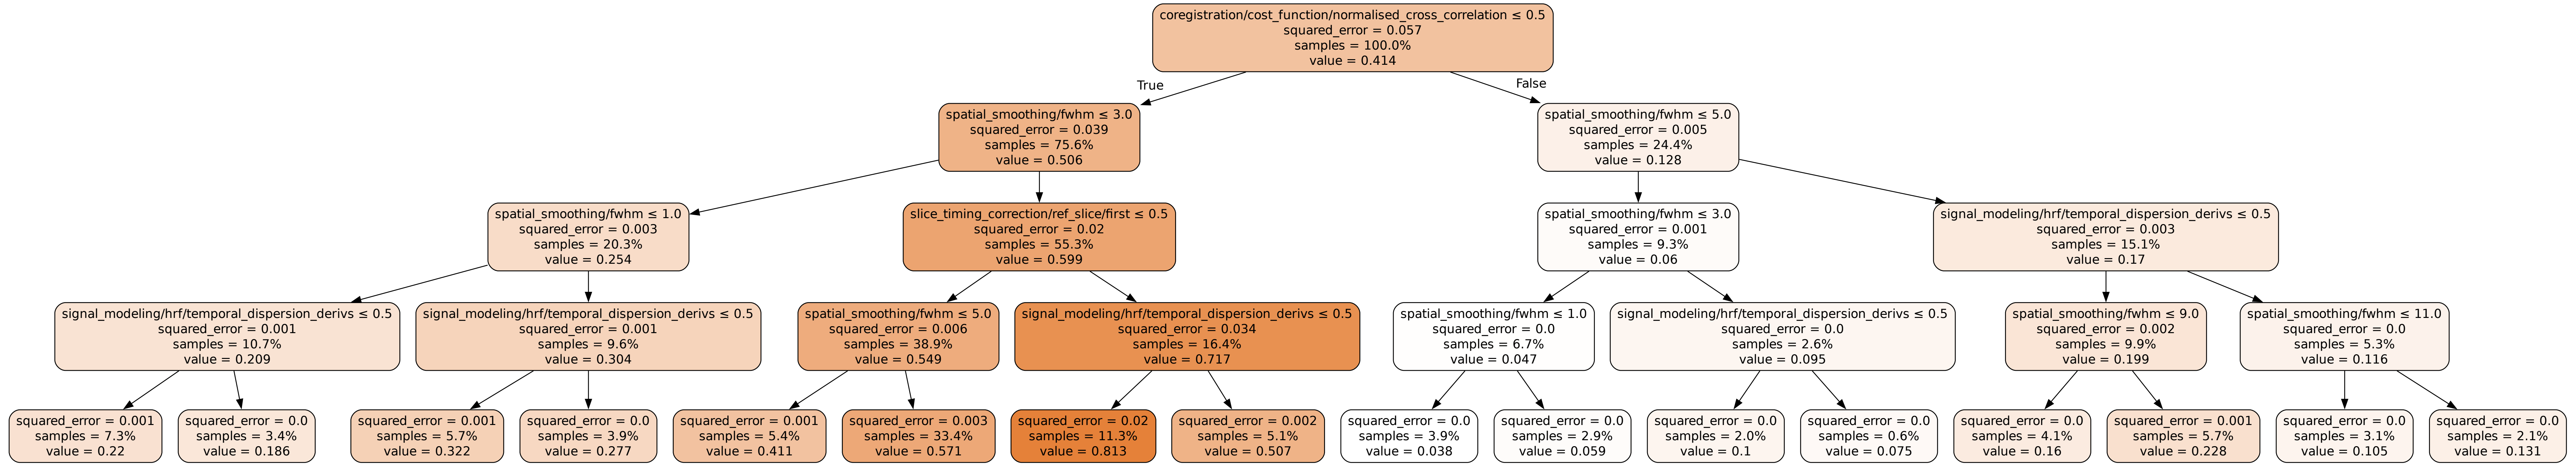 coregistration/cost_function/normalised_cross_correlation ≤ 0.5
squared_error = 0.057
samples = 100.0%
value = 0.414
True
False
spatial_smoothing/fwhm ≤ 3.0
squared_error = 0.039
samples = 75.6%
value = 0.506
spatial_smoothing/fwhm ≤ 5.0
squared_error = 0.005
samples = 24.4%
value = 0.128
spatial_smoothing/fwhm ≤ 1.0
squared_error = 0.003
samples = 20.3%
value = 0.254
slice_timing_correction/ref_slice/first ≤ 0.5
squared_error = 0.02
samples = 55.3%
value = 0.599
spatial_smoothing/fwhm ≤ 3.0
squared_error = 0.001
samples = 9.3%
value = 0.06
signal_modeling/hrf/temporal_dispersion_derivs ≤ 0.5
squared_error = 0.003
samples = 15.1%
value = 0.17
signal_modeling/hrf/temporal_dispersion_derivs ≤ 0.5
squared_error = 0.001
samples = 10.7%
value = 0.209
signal_modeling/hrf/temporal_dispersion_derivs ≤ 0.5
squared_error = 0.001
samples = 9.6%
value = 0.304
spatial_smoothing/fwhm ≤ 5.0
squared_error = 0.006
samples = 38.9%
value = 0.549
signal_modeling/hrf/temporal_dispersion_derivs ≤ 0.5
squared_error = 0.034
samples = 16.4%
value = 0.717
spatial_smoothing/fwhm ≤ 1.0
squared_error = 0.0
samples = 6.7%
value = 0.047
signal_modeling/hrf/temporal_dispersion_derivs ≤ 0.5
squared_error = 0.0
samples = 2.6%
value = 0.095
spatial_smoothing/fwhm ≤ 9.0
squared_error = 0.002
samples = 9.9%
value = 0.199
spatial_smoothing/fwhm ≤ 11.0
squared_error = 0.0
samples = 5.3%
value = 0.116
squared_error = 0.001
samples = 7.3%
value = 0.22
squared_error = 0.0
samples = 3.4%
value = 0.186
squared_error = 0.001
samples = 5.7%
value = 0.322
squared_error = 0.0
samples = 3.9%
value = 0.277
squared_error = 0.001
samples = 5.4%
value = 0.411
squared_error = 0.003
samples = 33.4%
value = 0.571
squared_error = 0.02
samples = 11.3%
value = 0.813
squared_error = 0.002
samples = 5.1%
value = 0.507
squared_error = 0.0
samples = 3.9%
value = 0.038
squared_error = 0.0
samples = 2.9%
value = 0.059
squared_error = 0.0
samples = 2.0%
value = 0.1
squared_error = 0.0
samples = 0.6%
value = 0.075
squared_error = 0.0
samples = 4.1%
value = 0.16
squared_error = 0.001
samples = 5.7%
value = 0.228
squared_error = 0.0
samples = 3.1%
value = 0.105
squared_error = 0.0
samples = 2.1%
value = 0.131